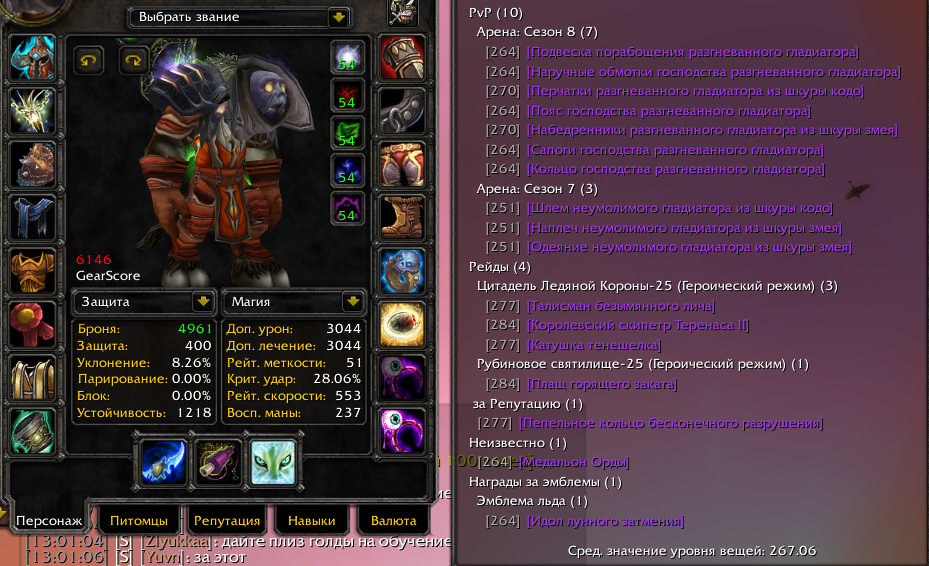 Выбрать звание
54
54
54
54
54
6146
GearScore
Защита
Магия
Броня: 4961
Защита: 400
Уклонение: 8.26%
Парирование: 0.00%
Блок: 0.00%
Устойчивость: 1218
Доп. урон: 3044
Доп. лечение: 3044
Рейт. меткости: 51
Крит. удар: 28.06%
Рейт. скорости: 553
Восп. маны: 237
Персонаж
Питомцы
Репутация
Навыки
Валюта
[13:01:04] [S] [Zlyukkaa]: дайте плиз голды на обучение
[13:01:06] [S] [Yuvn]: за этот
PvP (10)
Арена: Сезон 8 (7)
[264] [Подвеска порабощения разгневанного гладиатора]
[264] [Наручные обмотки господства разгневанного гладиатора]
[270] [Перчатки разгневанного гладиатора из шкуры кодо]
[264] [Пояс господства разгневанного гладиатора]
[270] [Набедренники разгневанного гладиатора из шкуры змея]
[264] [Сапоги господства разгневанного гладиатора]
[264] [Кольцо господства разгневанного гладиатора]
Арена: Сезон 7 (3)
[251] [Шлем неумолимого гладиатора из шкуры кодо]
[251] [Наплеч неумолимого гладиатора из шкуры змея]
[251] [Одеяние неумолимого гладиатора из шкуры змея]
Рейды (4)
Цитадель Ледяной Короны-25 (Героический режим) (3)
[277] [Талисман безымянного лича]
[284] [Королевский скипетр Теренаса II]
[277] [Катушка тенешелка]
Рубиновое святилище-25 (Героический режим) (1)
[284] [Плащ горящего заката]
за Репутацию (1)
[277] [Пепельное кольцо бесконечного разрушения]
Неизвестно (1)
[264] [Медальон Орды]
Награды за эмблемы (1)
Эмблема льда (1)
[264] [Идол лунного затмения]
Сред. значение уровня вещей: 267.06